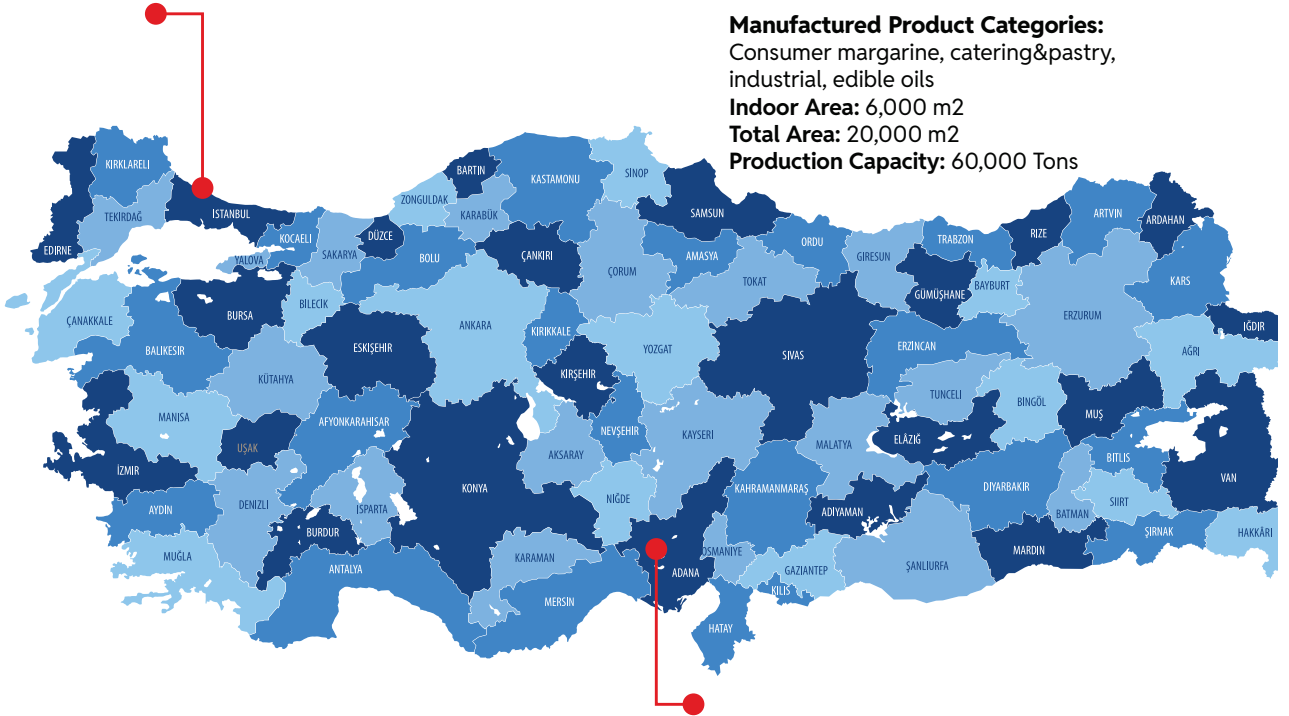 Manufactured Product Categories:
Consumer margarine, catering&pastry,
industrial, edible oils
Indoor Area: 6,000 m2
Total Area: 20,000 m2
Production Capacity: 60,000 Tons
KIRKLARELİ
TEKİRDAĞ
EDİRNE
İSTANBUL
KOCAELİ
YALOVA
SAKARYA
DÜZCE
BOLU
ZONGULDAK
BARTIN
KARABÜK
KASTAMONU
SİNOP
ÇANKIRI
ÇORUM
SAMSUN
AMASYA
TOKAT
ORDU
GİRESUN
TRABZON
GÜMÜŞHANE
BAYBURT
RİZE
ARTVİN
ARDAHAN
KARS
IĞDIR
AĞRI
ERZURUM
ERZİNCAN
ÇANAKKALE
BALIKESİR
BURSA
BİLECİK
ESKİŞEHİR
KÜTAHYA
ANKARA
KIRIKKALE
KIRŞEHİR
YOZGAT
SİVAS
TUNCELİ
BİNGÖL
MUŞ
MANİSA
UŞAK
AFYONKARAHİSAR
İZMİR
AYDIN
DENİZLİ
ISPARTA
BURDUR
MUĞLA
ANTALYA
KONYA
AKSARAY
NEVŞEHİR
NİĞDE
KAYSERİ
MALATYA
ELÂZIĞ
KAHRAMANMARAŞ
ADIYAMAN
DİYARBAKIR
BATMAN
BİTLİS
SİİRT
VAN
HAKKÂRİ
ŞIRNAK
MARDİN
ŞANLIURFA
GAZİANTEP
KİLİS
OSMANİYE
ADANA
MERSİN
KARAMAN
HATAY